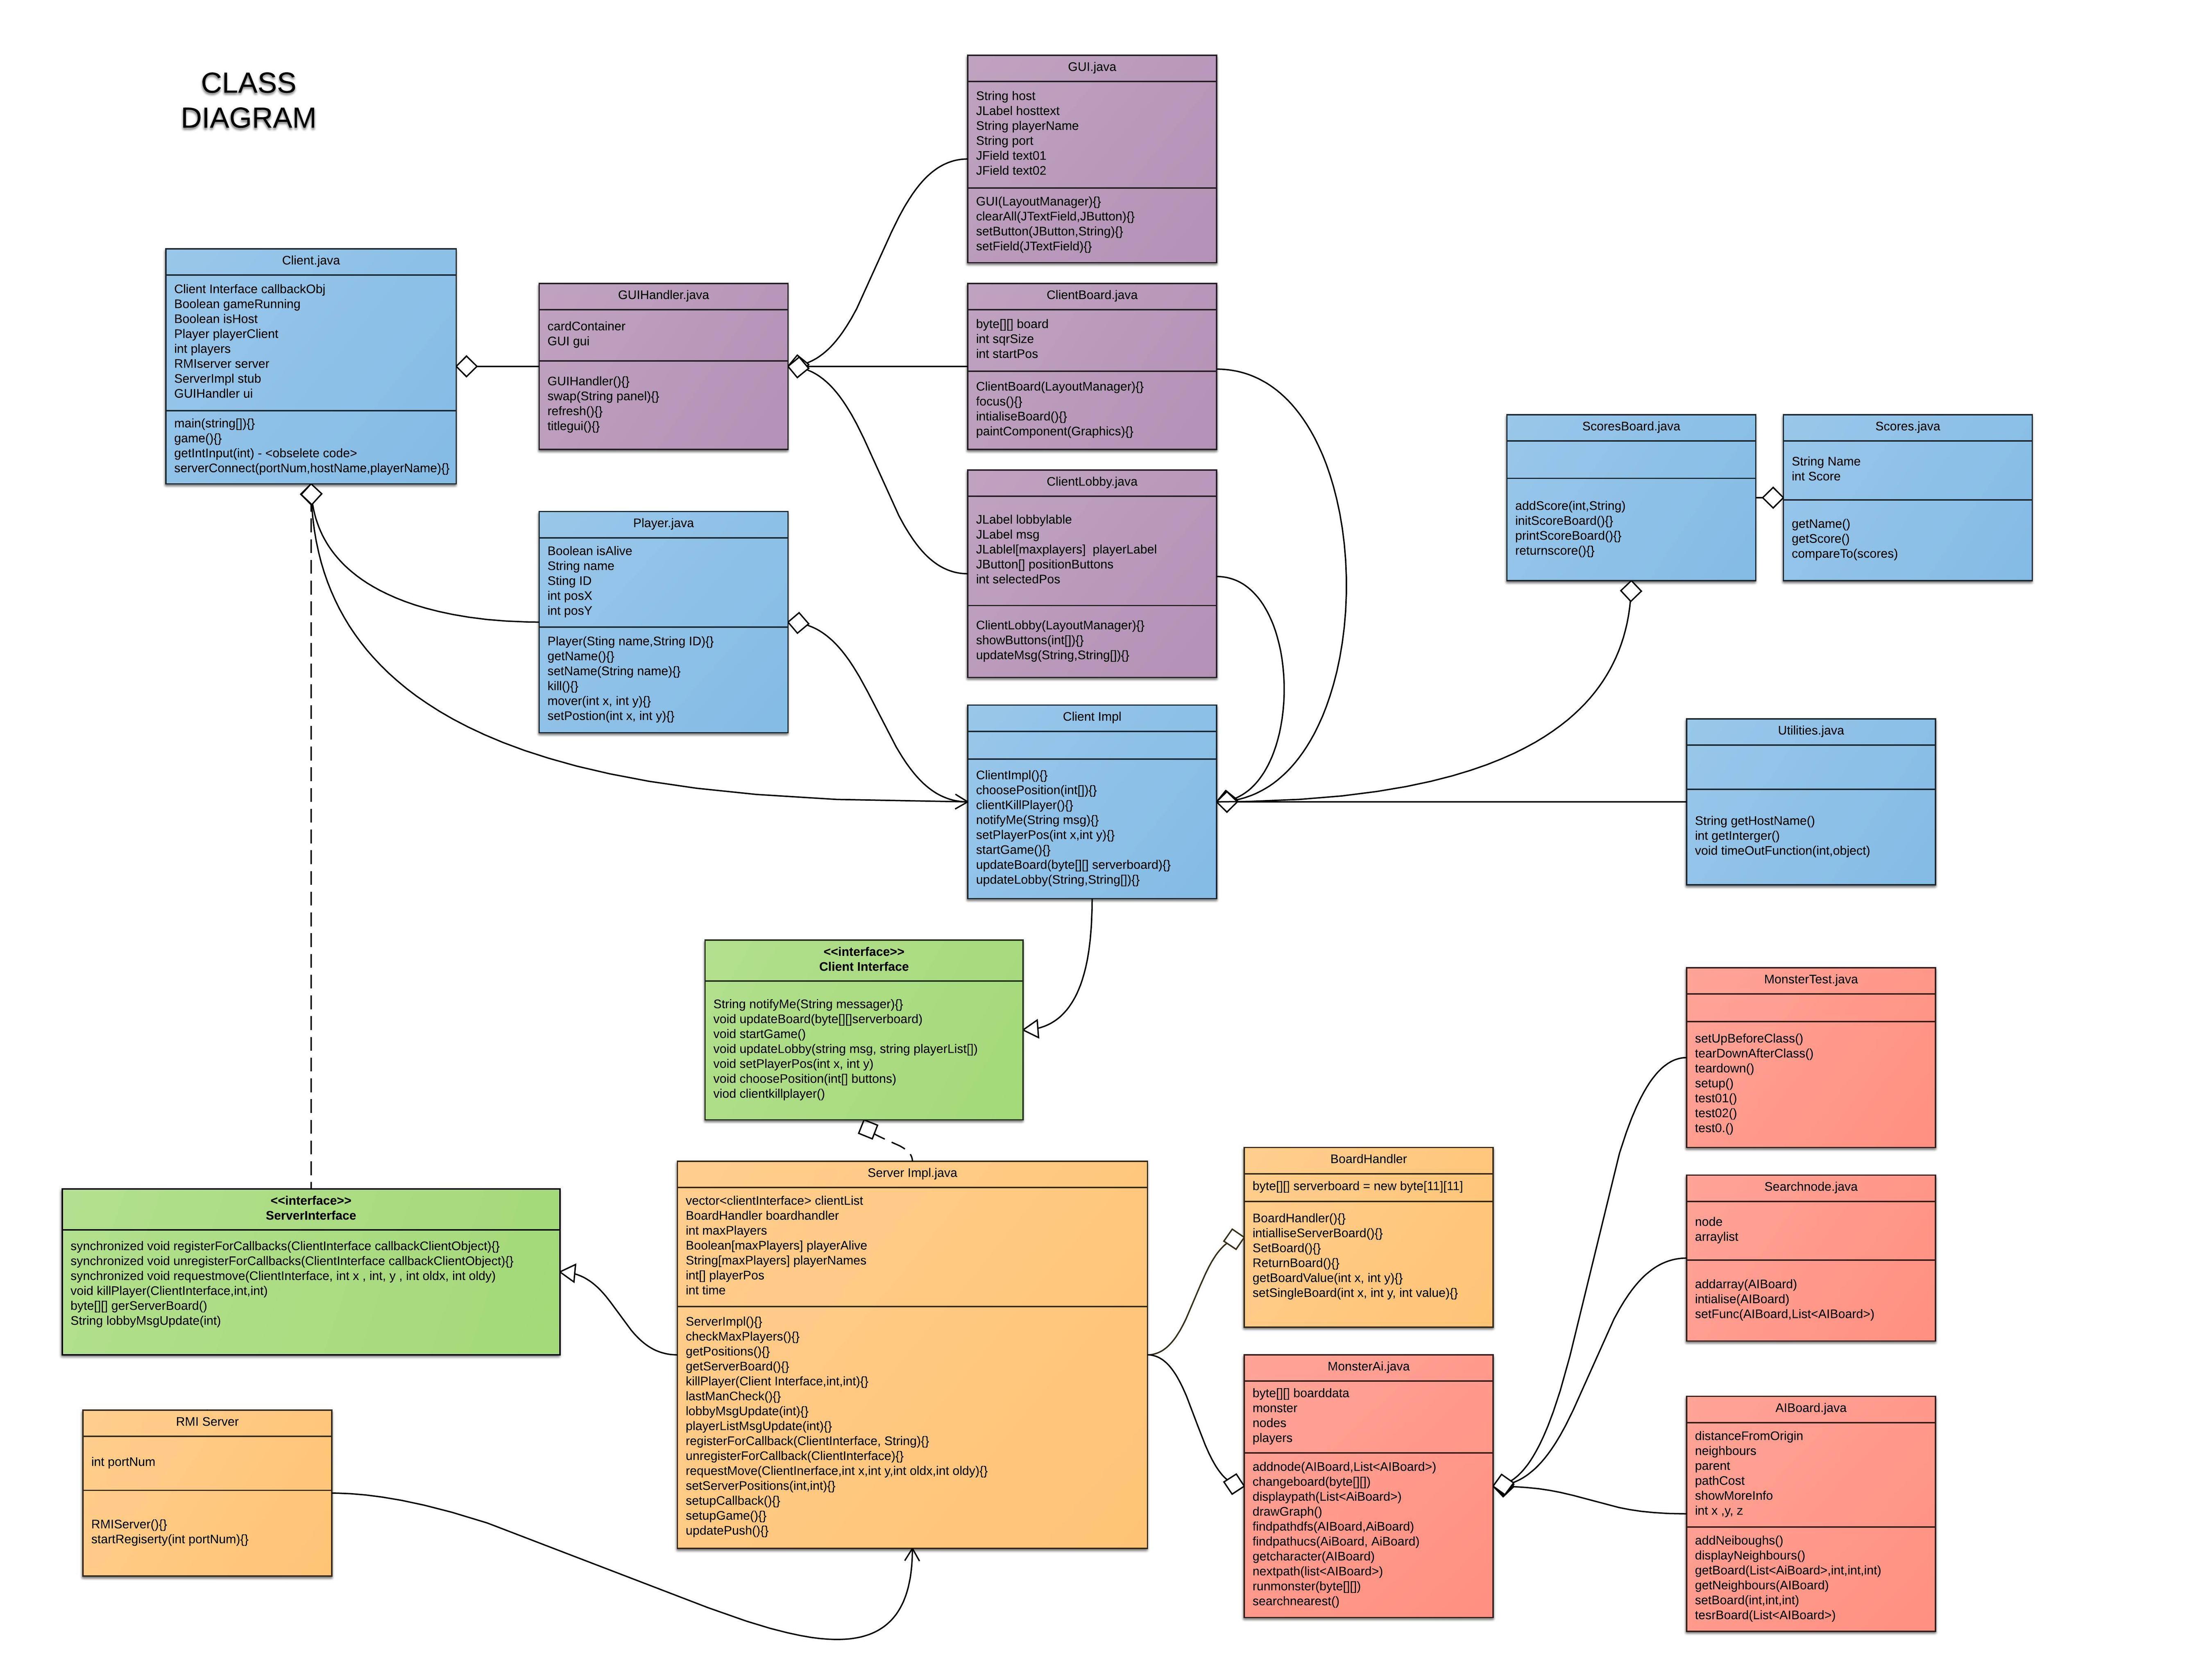 CLASS
DIAGRAM
GUI.java
String host
JLabel hosttext
String playerName
String port
JField text01
JField text02
GUI(LayoutManager){}
clearAll(JTextField,JButton){}
setButton(JButton,String){}
setField(JTextField){}
Client.java
Client Interface callbackObj
Boolean gameRunning
Boolean isHost
Player playerClient
int players
RMIserver server
ServerImpl stub
GUIHandler ui
main(string[]){}
game(){}
getIntInput(int) - <obselete code>
serverConnect(portNum,hostName,playerName){}
GUIHandler.java
cardContainer
GUI gui
GUIHandler(){}
swap(String panel){}
refresh(){}
titlegui(){}
ClientBoard.java
byte[][] board
int sqrSize
int startPos
ClientBoard(LayoutManager){}
focus(){}
intialiseBoard(){}
paintComponent(Graphics){}
ScoresBoard.java
addScore(int,String)
initScoreBoard(){}
printScoreBoard(){}
returnscore(){}
Scores.java
String Name
int Score
getName()
getScore()
compareTo(scores)
ClientLobby.java
JLabel lobbylable
JLabel msg
JLablel[maxplayers]  playerLabel
JButton[] positionButtons
int selectedPos
ClientLobby(LayoutManager){}
showButtons(int[]){}
updateMsg(String,String[]){}
Player.java
Boolean isAlive
String name
Sting ID
int posX
int posY
Player(Sting name,String ID){}
getName(){}
setName(String name){}
kill(){}
mover(int x, int y){}
setPostion(int x, int y){}
Client Impl
ClientImpl(){}
choosePosition(int[]){}
clientKillPlayer(){}
notifyMe(String msg){}
setPlayerPos(int x,int y){}
startGame(){}
updateBoard(byte[][] serverboard){}
updateLobby(String,String[]){}
Utilities.java
String getHostName()
int getInterger()
void timeOutFunction(int,object)
<<interface>>
Client Interface
String notifyMe(String messager){}
void updateBoard(byte[][]serverboard)
void startGame()
void updateLobby(string msg, string playerList[])
void setPlayerPos(int x, int y)
void choosePosition(int[] buttons)
viod clientkillplayer()
MonsterTest.java
setUpBeforeClass()
tearDownAfterClass()
teardown()
setup()
test01()
test02()
test0.()
<<interface>>
ServerInterface
synchronized void registerForCallbacks(ClientInterface callbackClientObject){}
synchronized void unregisterForCallbacks(ClientInterface callbackClientObject){}
synchronized void requestmove(ClientInterface, int x , int, y , int oldx, int oldy)
void killPlayer(ClientInterface,int,int)
byte[][] gerServerBoard()
String lobbyMsgUpdate(int)
Server Impl.java
vector<clientInterface> clientList
BoardHandler boardhandler
int maxPlayers
Boolean[maxPlayers] playerAlive
String[maxPlayers] playerNames
int[] playerPos
int time
ServerImpl(){}
checkMaxPlayers(){}
getPositions(){}
getServerBoard(){}
killPlayer(Client Interface,int,int){}
lastManCheck(){}
lobbyMsgUpdate(int){}
playerListMsgUpdate(int){}
registerForCallback(ClientInterface, String){}
unregisterForCallback(ClientInterface){}
requestMove(ClientInerface,int x,int y,int oldx,int oldy){}
setServerPositions(int,int){}
setupCallback(){}
setupGame(){}
updatePush(){}
BoardHandler
byte[][] serverboard = new byte[11][11]
BoardHandler(){}
intialliseServerBoard(){}
SetBoard(){}
ReturnBoard(){}
getBoardValue(int x, int y){}
setSingleBoard(int x, int y, int value){}
Searchnode.java
node
arraylist
addarray(AIBoard)
intialise(AIBoard)
setFunc(AIBoard,List<AIBoard>)
MonsterAi.java
byte[][] boarddata
monster
nodes
players
addnode(AIBoard,List<AIBoard>)
changeboard(byte[][])
displaypath(List<AiBoard>)
drawGraph()
findpathdfs(AIBoard,AiBoard)
findpathucs(AiBoard, AiBoard)
getcharacter(AIBoard)
nextpath(list<AIBoard>)
runmonster(byte[][])
searchnearest()
AIBoard.java
distanceFromOrigin
neighbours
parent
pathCost
showMoreInfo
int x ,y, z
addNeiboughs()
displayNeighbours()
getBoard(List<AiBoard>,int,int,int)
getNeighbours(AIBoard)
setBoard(int,int,int)
tesrBoard(List<AIBoard>)
RMI Server
int portNum
RMIServer(){}
startRegiserty(int portNum){}